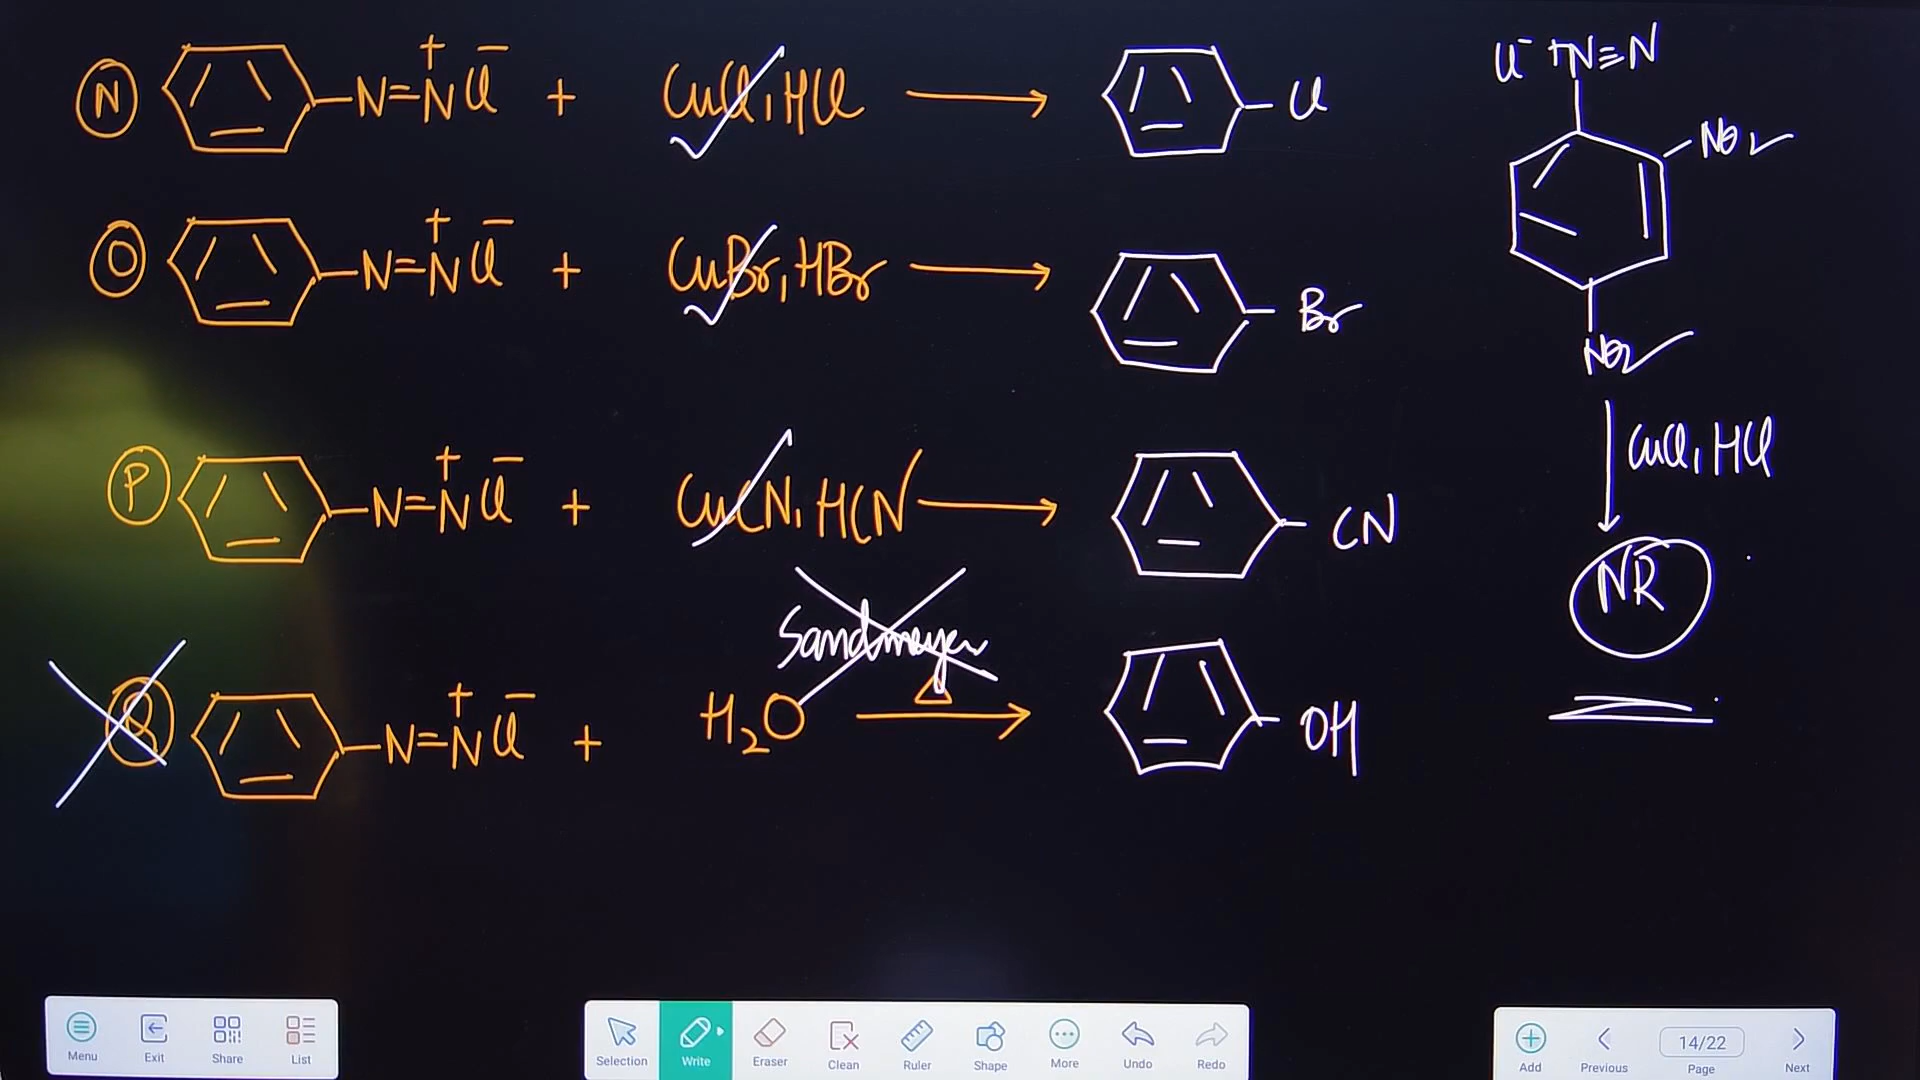 N N=N+Cl- + CuCl, HCl → Cl
O N=N+Cl- + CuBr, HBr → Br
P N=N+Cl- + CuCN, HCN → CN
Sandmeyer
Q N=N+Cl- + H2O Δ → OH
Cl- +N≡N
NO2
NO2
CuCl, HCl
NR
Menu Exit Share List
Selection Write Eraser Clean Ruler Shape More Undo Redo
Add Previous 14/22 Page Next